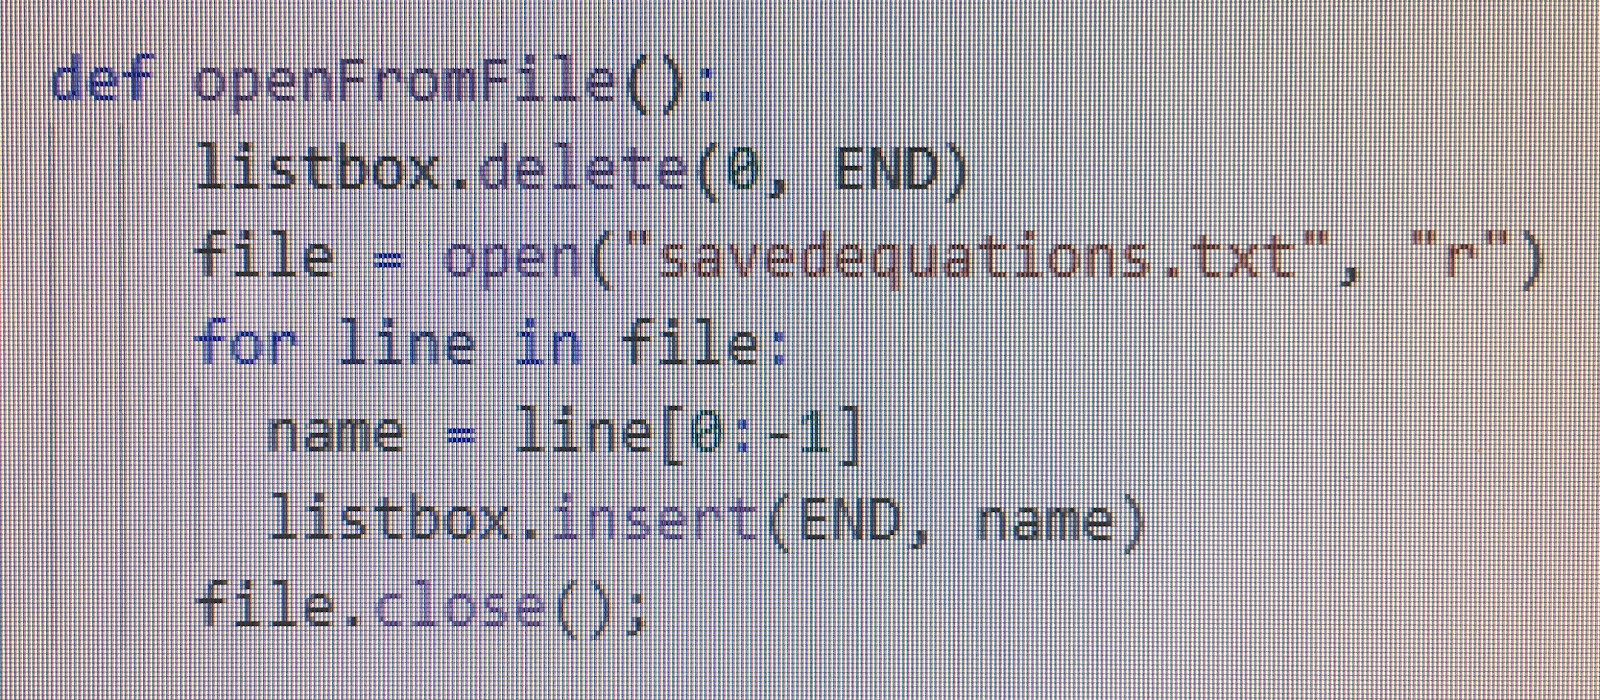 def openFromFile():
    listbox.delete(0, END)
    file = open("savedequations.txt", "r")
    for line in file:
      name = line[0:-1]
      listbox.insert(END, name)
    file.close();